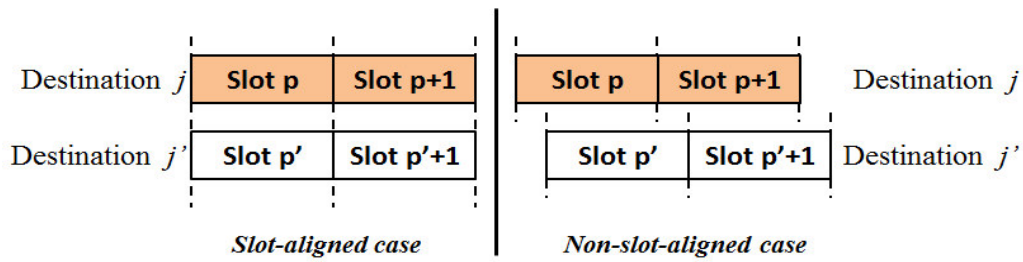 Destination j Slot p Slot p+1 Slot p Slot p+1 Destination j
Destination j’ Slot p’ Slot p’+1 Slot p’ Slot p’+1 Destination j’
Slot-aligned case Non-slot-aligned case